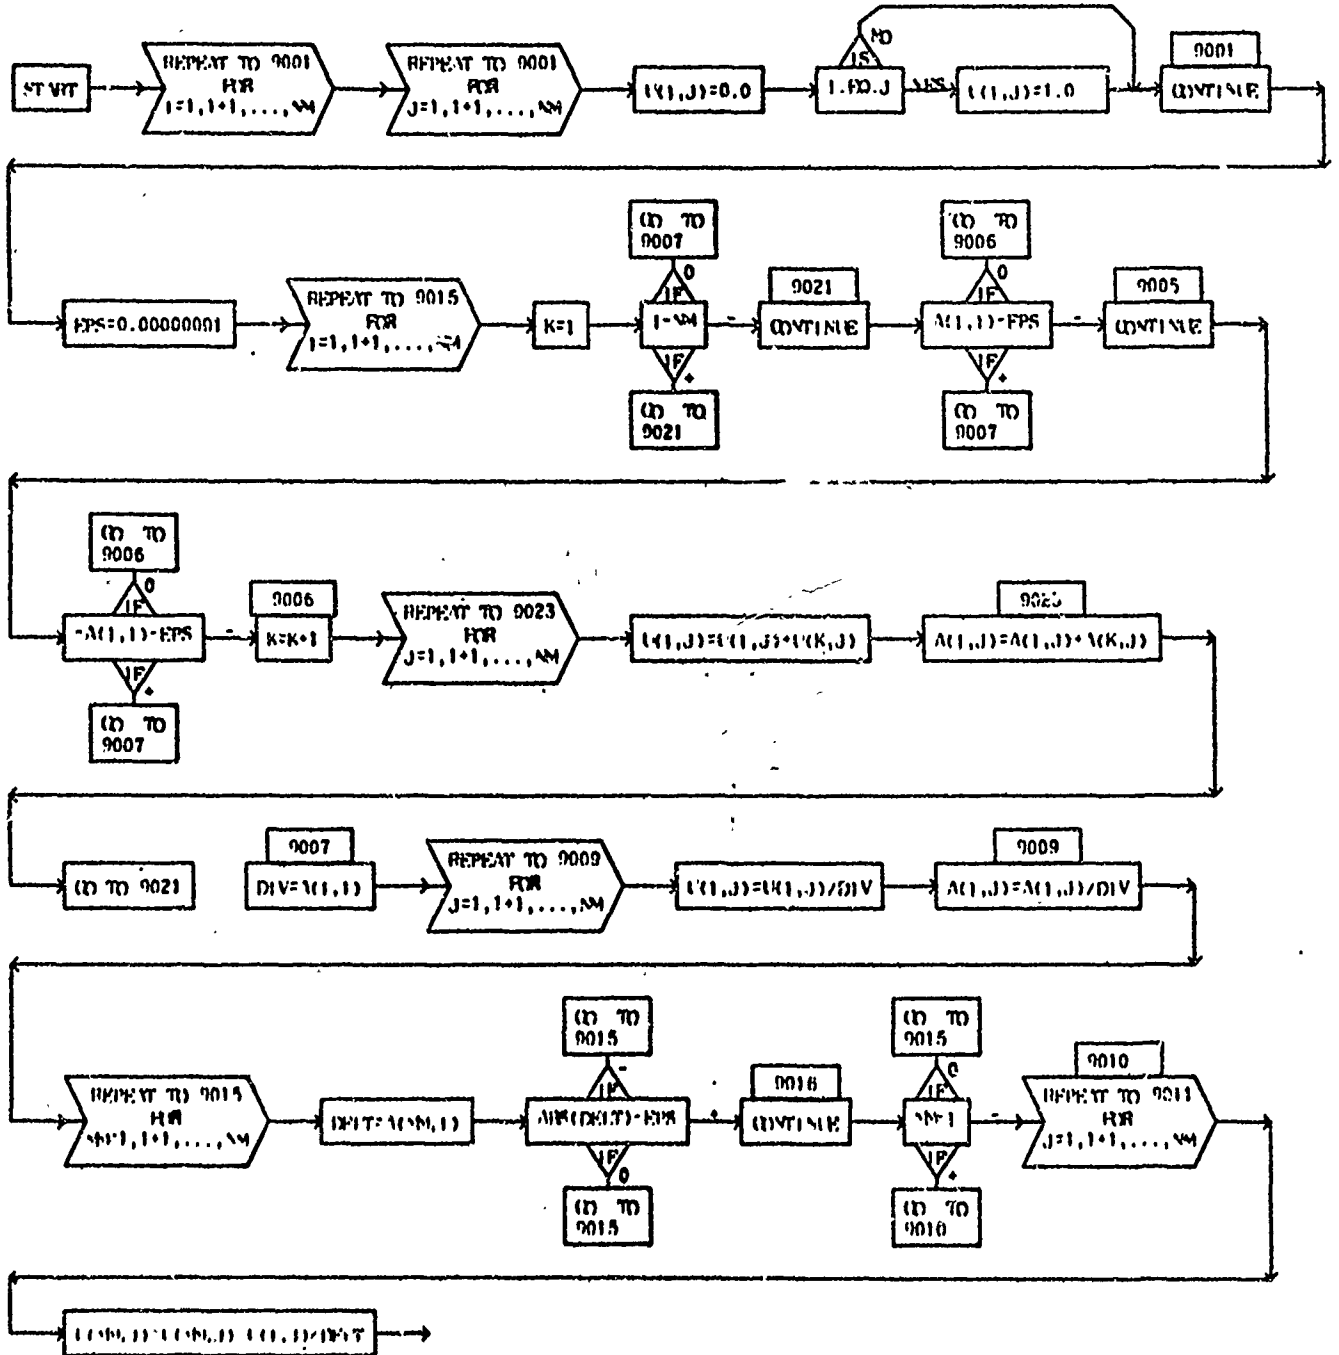 NO
IS
9001
REPEAT TO 9001
FOR
I=1,1+1,...,NM
REPEAT TO 9001
FOR
J=1,1+1,...,NM
START
U(I,J)=0.0
I.EQ.J
YES
U(I,J)=1.0
CONTINUE
GO TO
9007
0
IF
GO TO
9006
0
IF
9021
9005
EPS=0.00000001
REPEAT TO 9015
FOR
I=1,1+1,...,NM
K=I
I-NM
-
CONTINUE
A(I,I)-EPS
-
CONTINUE
IF
+
GO TO
9021
IF
+
GO TO
9007
GO TO
9006
0
IF
9006
-A(I,I)-EPS
-
K=K+1
REPEAT TO 9023
FOR
J=1,1+1,...,NM
U(I,J)=U(I,J)+U(K,J)
9023
A(I,J)=A(I,J)+A(K,J)
IF
+
GO TO
9007
GO TO 9021
9007
DIV=A(I,I)
REPEAT TO 9009
FOR
J=1,1+1,...,NM
U(I,J)=U(I,J)/DIV
9009
A(I,J)=A(I,J)/DIV
GO TO
9015
-
IF
GO TO
9015
0
IF
9016
9010
REPEAT TO 9015
FOR
1,1+1,...,NM
DELT=A(MM,I)
ABS(DELT)-EPS
+
CONTINUE
-
REPEAT TO 9011
FOR
J=1,1+1,...,NM
IF
0
GO TO
9015
IF
+
GO TO
9010